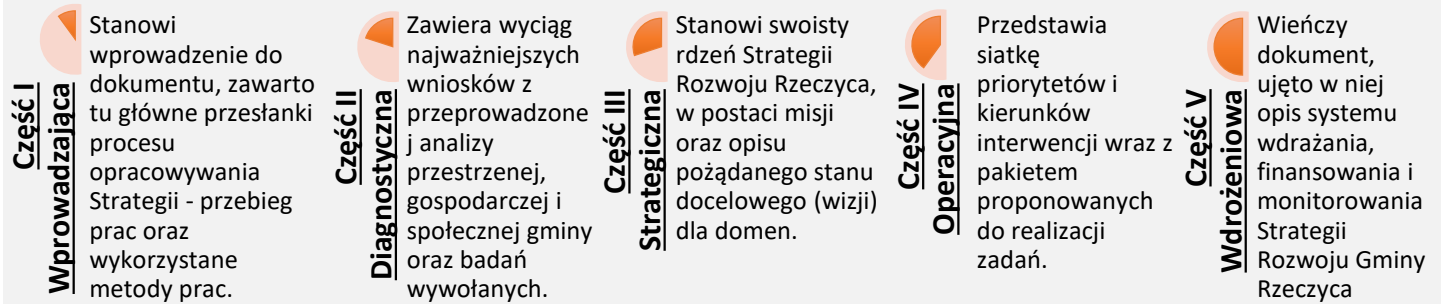 Część I
Wprowadzająca
Stanowi
wprowadzenie do
dokumentu, zawarto
tu główne przesłanki
procesu
opracowywania
Strategii - przebieg
prac oraz
wykorzystane
metody prac.
Część II
Diagnostyczna
Zawiera wyciąg
najważniejszych
wniosków z
przeprowadzone
j analizy
przestrzenej,
gospodarczej i
społecznej gminy
oraz badań
wywołanych.
Część III
Strategiczna
Stanowi swoisty
rdzeń Strategii
Rozwoju Rzeczyca,
w postaci misji
oraz opisu
pożądanego stanu
docelowego (wizji)
dla domen.
Część IV
Operacyjna
Przedstawia
siatkę
priorytetów i
kierunków
interwencji wraz z
pakietem
proponowanych
do realizacji
zadań.
Część V
Wdrożeniowa
Wieńczy
dokument,
ujęto w niej
opis systemu
wdrażania,
finansowania i
monitorowania
Strategii
Rozwoju Gminy
Rzeczyca